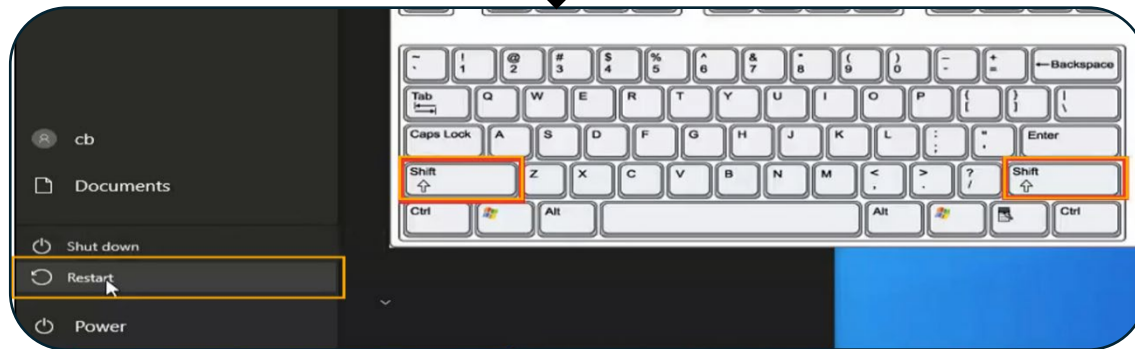 cb
Documents
Shut down
Restart
Power
~ ` ! 1 @ 2 # 3 $ 4 % 5 ^ 6 & 7 * 8 ( 9 ) 0 - + = ←Backspace
Tab Q W E R T Y U I O P { [ } ] | \
Caps Lock A S D F G H J K L : ; " Enter
Shift Z X C V B N M < , > . ? / Shift
Ctrl Alt Alt Ctrl